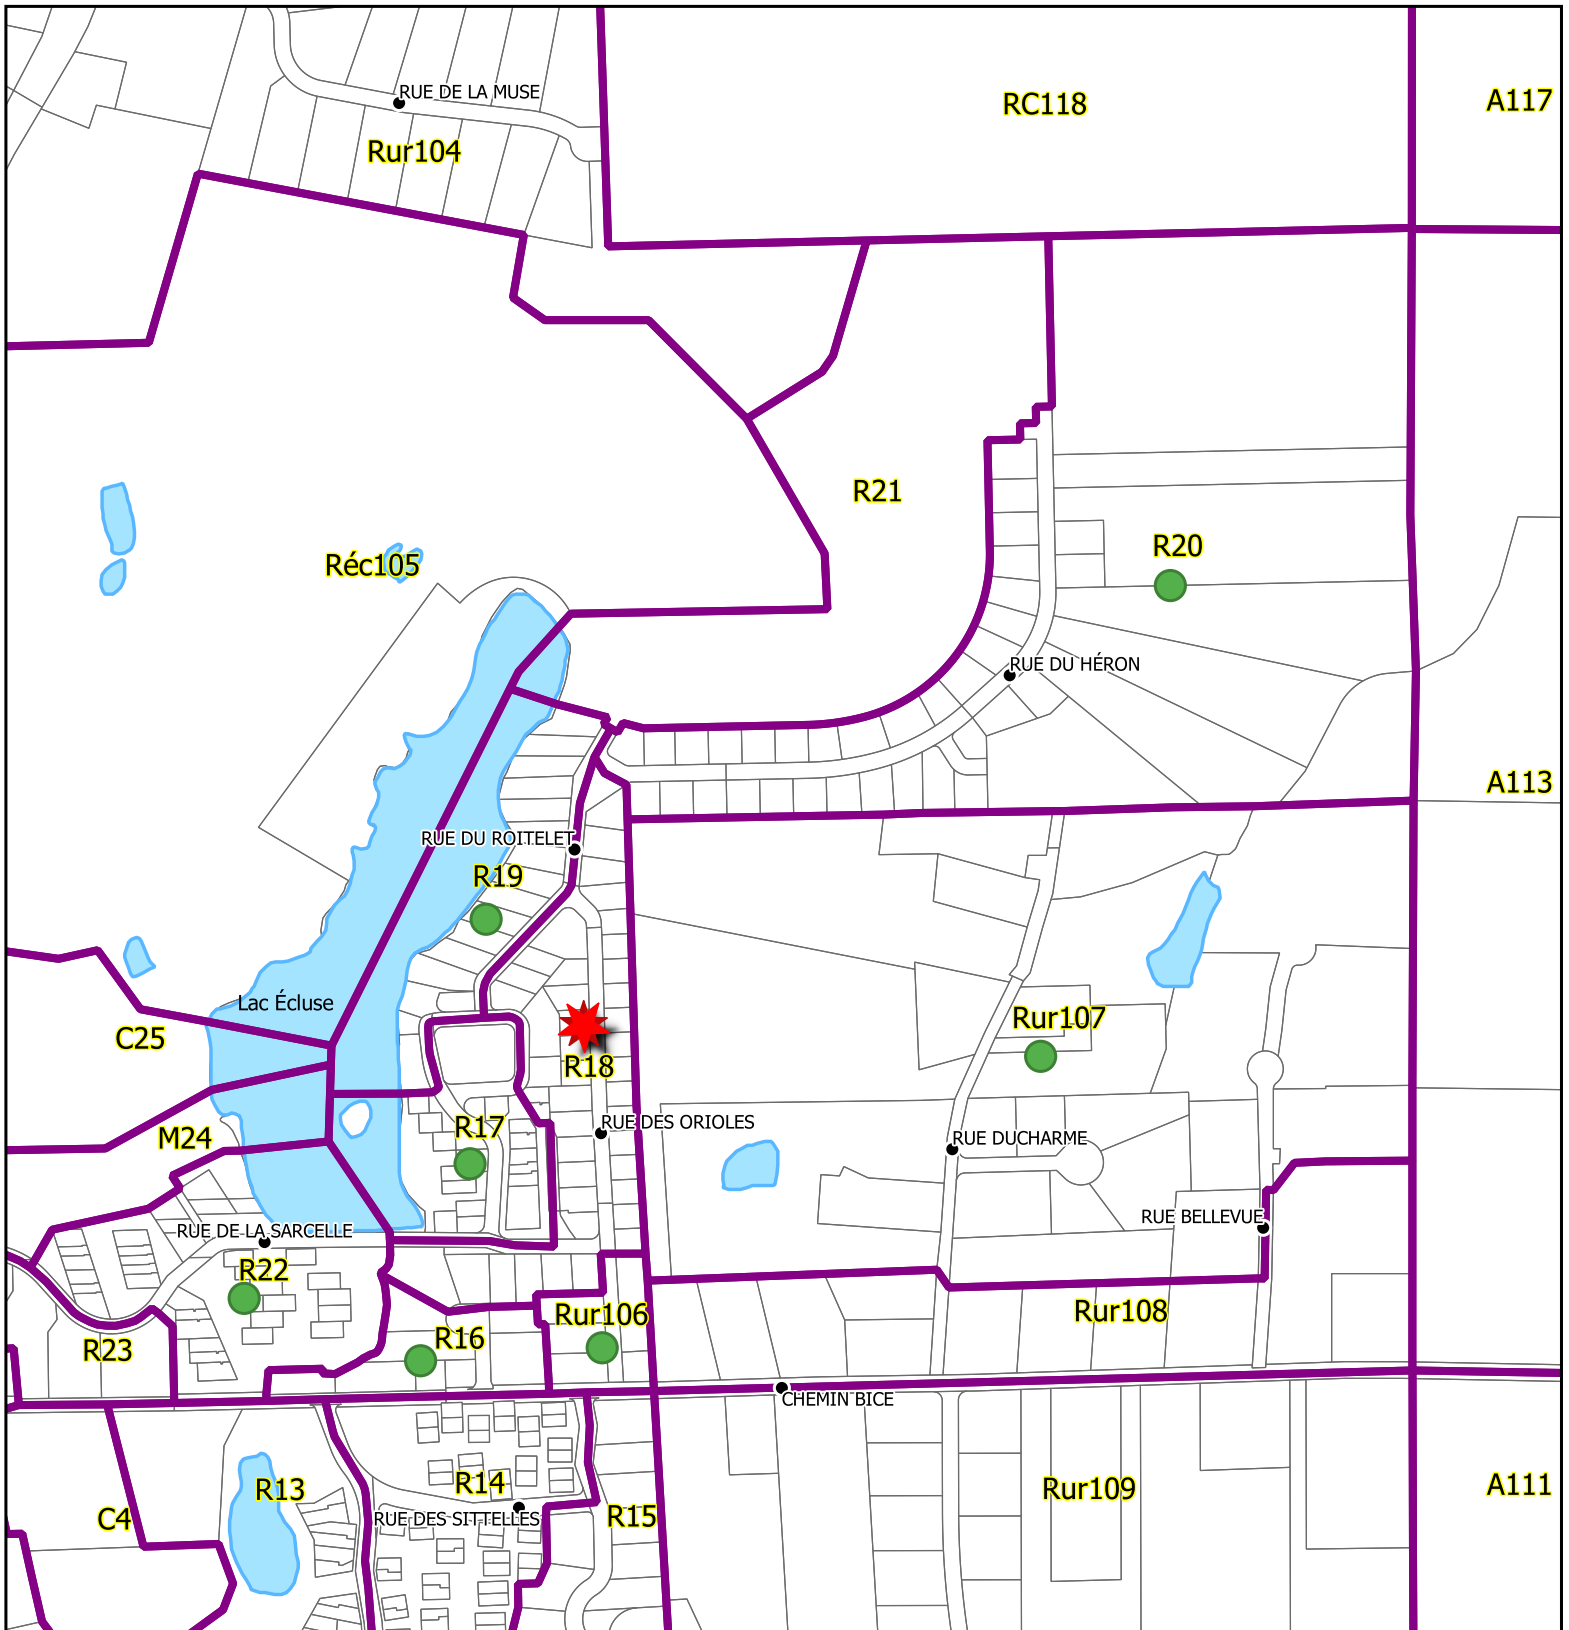 RUE DE LA MUSE
RC118
A117
Rur104
R21
R20
Réc105
RUE DU HÉRON
A113
RUE DU ROITELET
R19
Lac Écluse
C25
Rur107
R18
RUE DES ORIOLES
R17
M24
RUE DUCHARME
RUE BELLEVUE
RUE DE LA SARCELLE
R22
Rur106
Rur108
R16
R23
CHEMIN BICE
R14
R13
Rur109
A111
C4
RUE DES SITTELLES
R15